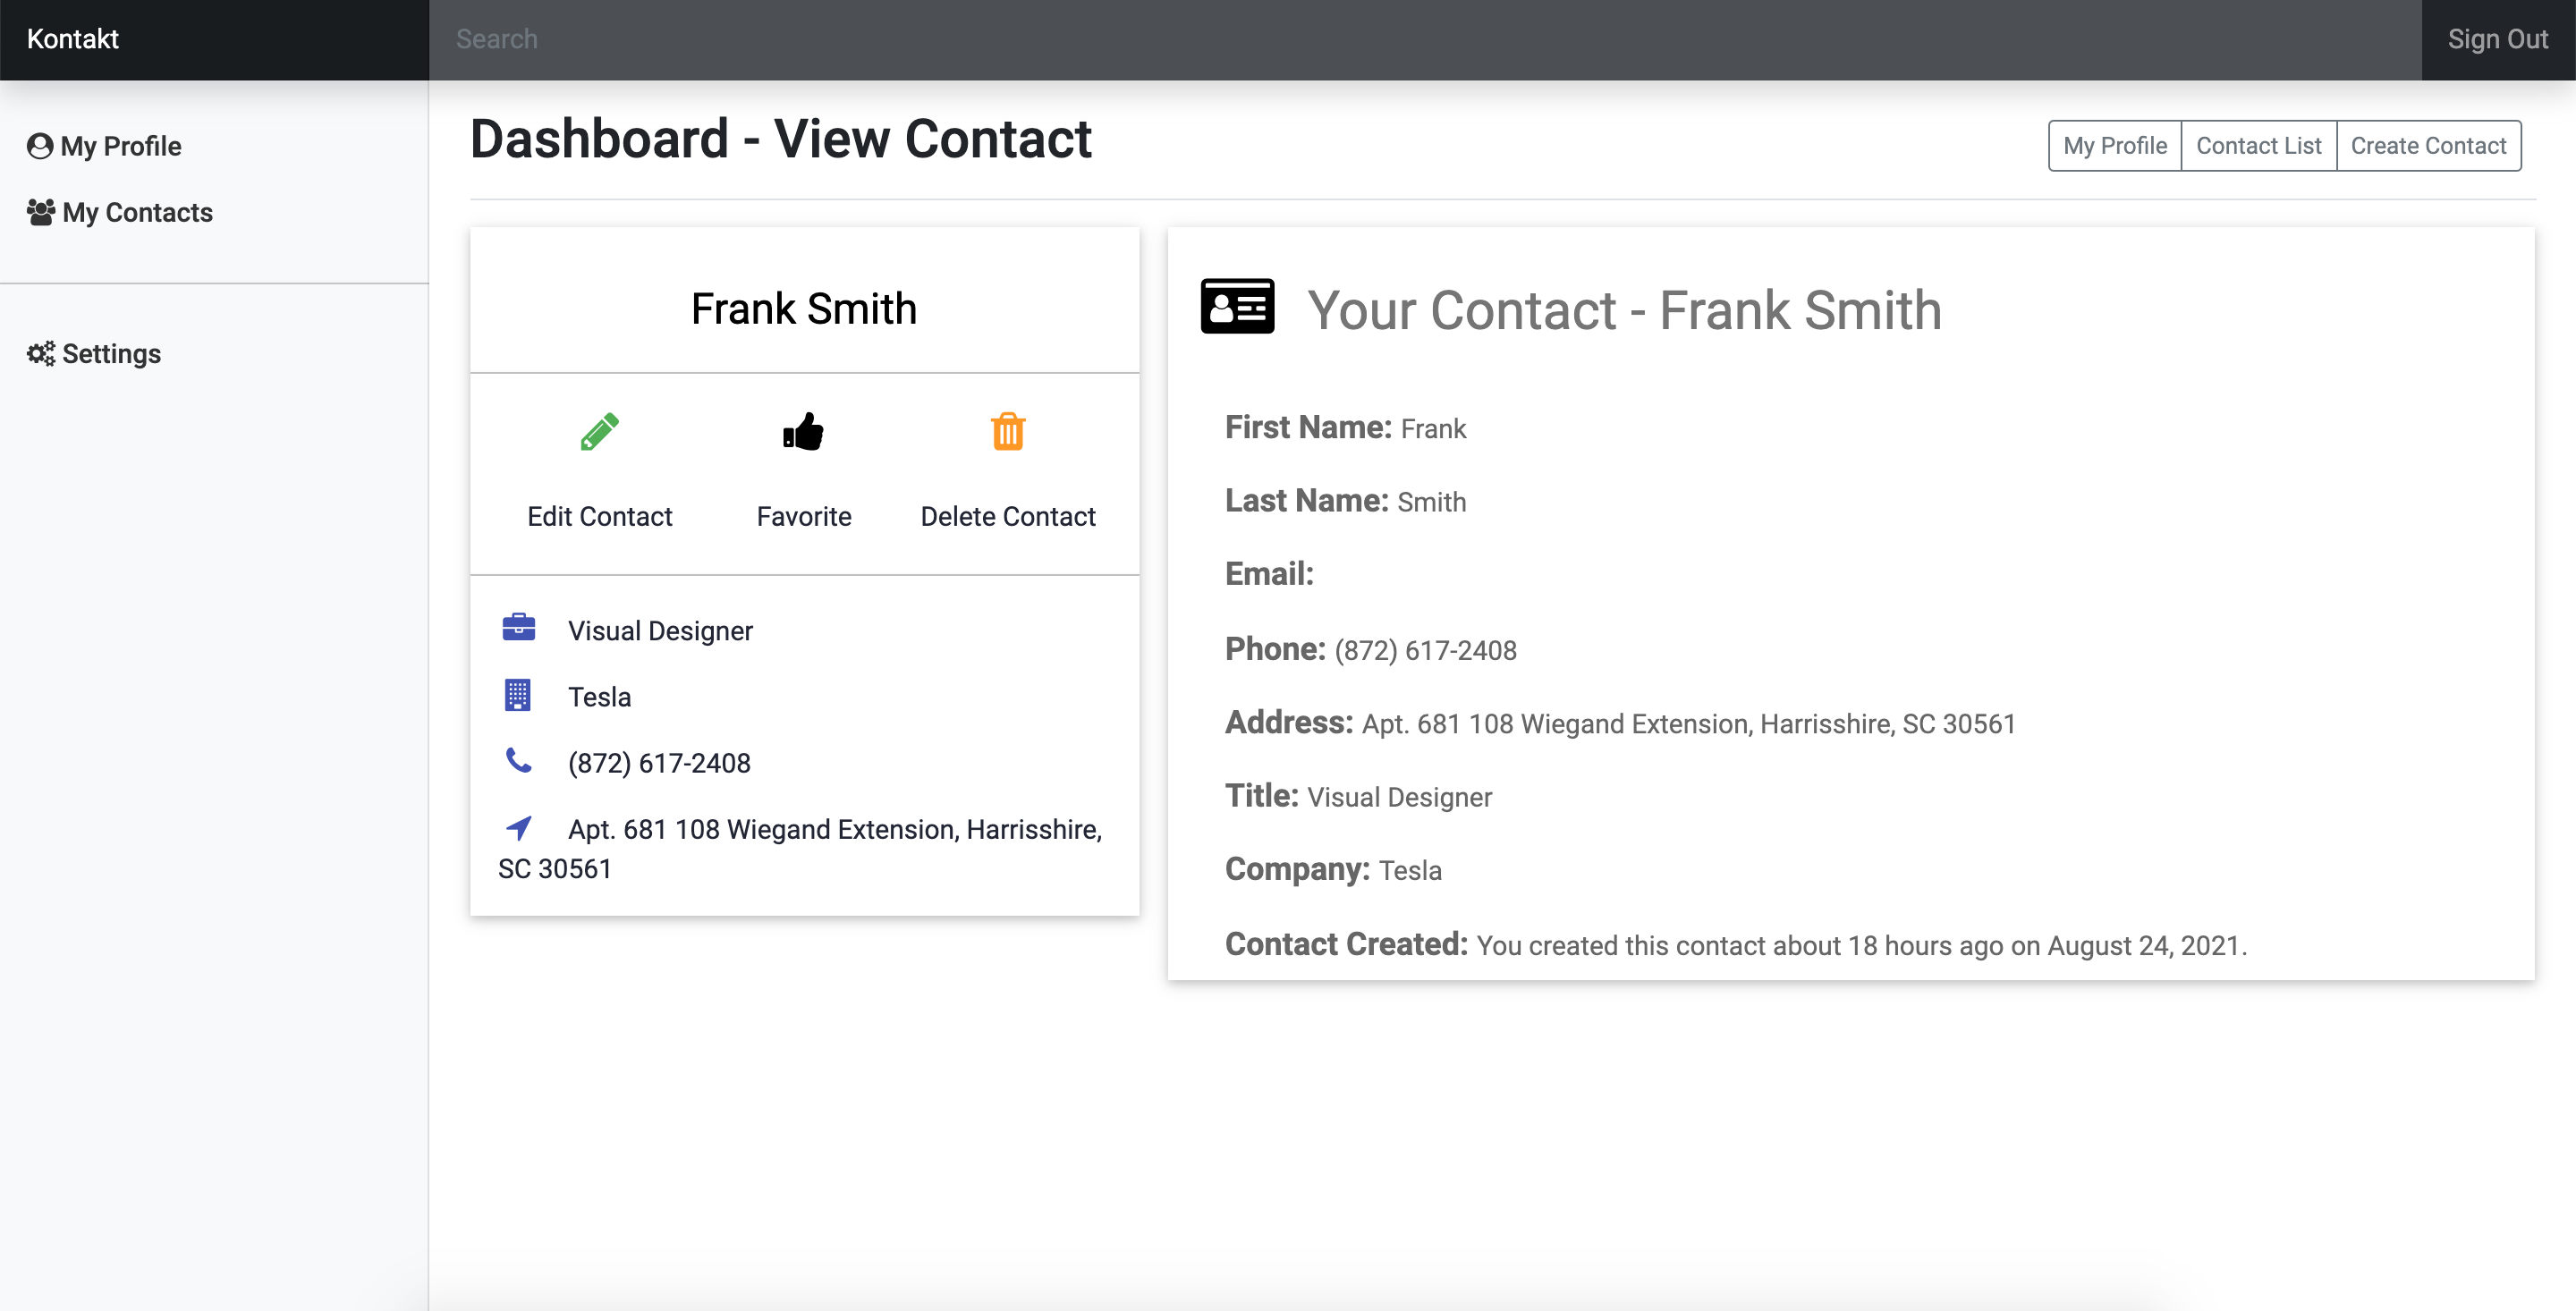 Kontakt
Search
Sign Out
My Profile
My Contacts
Settings
Dashboard - View Contact
My Profile
Contact List
Create Contact
Frank Smith
Edit Contact
Favorite
Delete Contact
Visual Designer
Tesla
(872) 617-2408
Apt. 681 108 Wiegand Extension, Harrisshire,
SC 30561
Your Contact - Frank Smith
First Name: Frank
Last Name: Smith
Email:
Phone: (872) 617-2408
Address: Apt. 681 108 Wiegand Extension, Harrisshire, SC 30561
Title: Visual Designer
Company: Tesla
Contact Created: You created this contact about 18 hours ago on August 24, 2021.